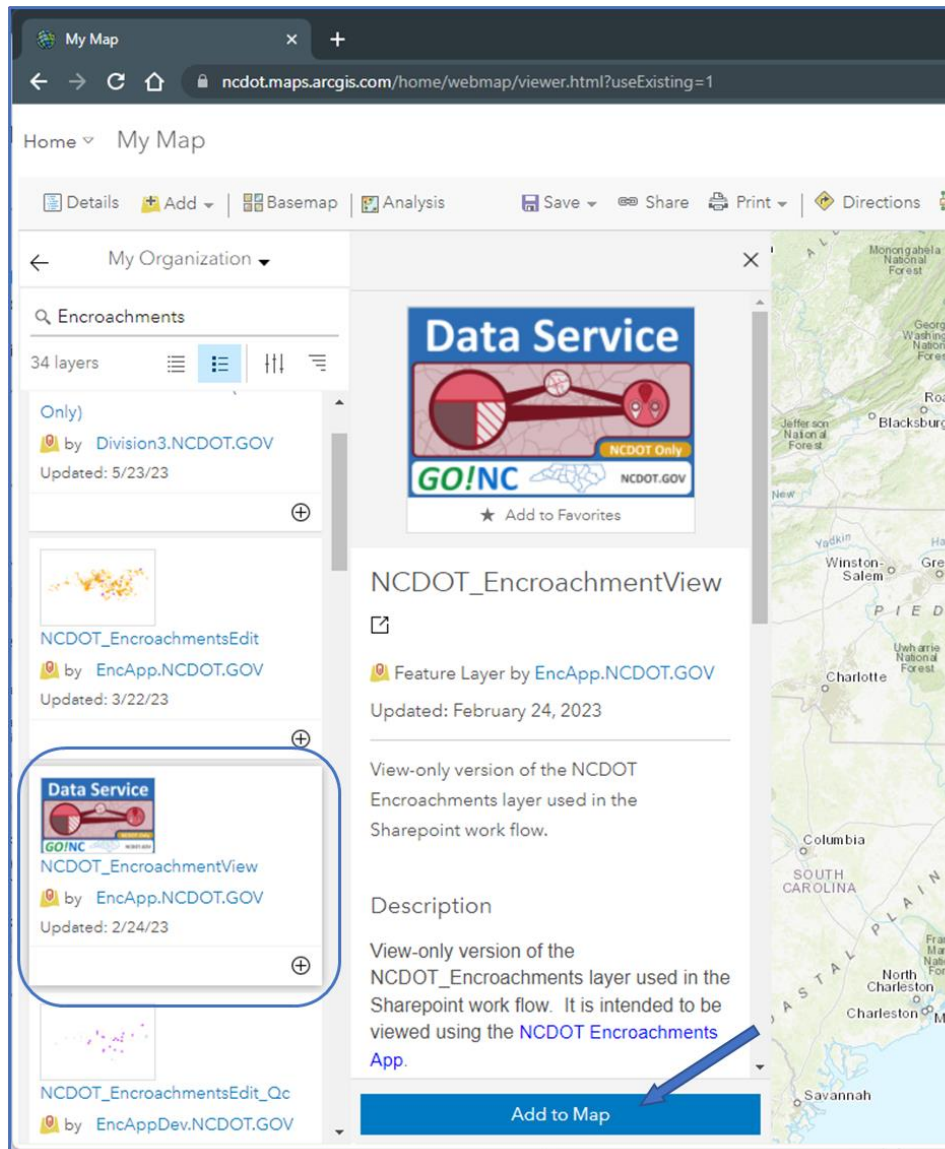 My Map
ncdot.maps.arcgis.com/home/webmap/viewer.html?useExisting=1
Home My Map
Details Add Basemap Analysis Save Share Print Directions
My Organization
Encroachments
34 layers
Only)
by Division3.NCDOT.GOV
Updated: 5/23/23
NCDOT_EncroachmentsEdit
by EncApp.NCDOT.GOV
Updated: 3/22/23
Data Service
GO!NC
NCDOT_EncroachmentView
by EncApp.NCDOT.GOV
Updated: 2/24/23
NCDOT_EncroachmentsEdit_Qc
by EncAppDev.NCDOT.GOV
Data Service
NCDOT Only
GO!NC NCDOT.GOV
Add to Favorites
NCDOT_EncroachmentView
Feature Layer by EncApp.NCDOT.GOV
Updated: February 24, 2023
View-only version of the NCDOT
Encroachments layer used in the
Sharepoint work flow.
Description
View-only version of the
NCDOT_Encroachments layer used in the
Sharepoint work flow. It is intended to be
viewed using the NCDOT Encroachments
App.
Add to Map
Monongahela
National
Forest
Blacksburg
Jefferson
National
Forest
New
Yadkin
Winston-
Salem
PIED
Uwharrie
National
Forest
Charlotte
Columbia
SOUTH
CAROLINA
COASTAL PLAIN
North
Charleston
Charleston
Savannah